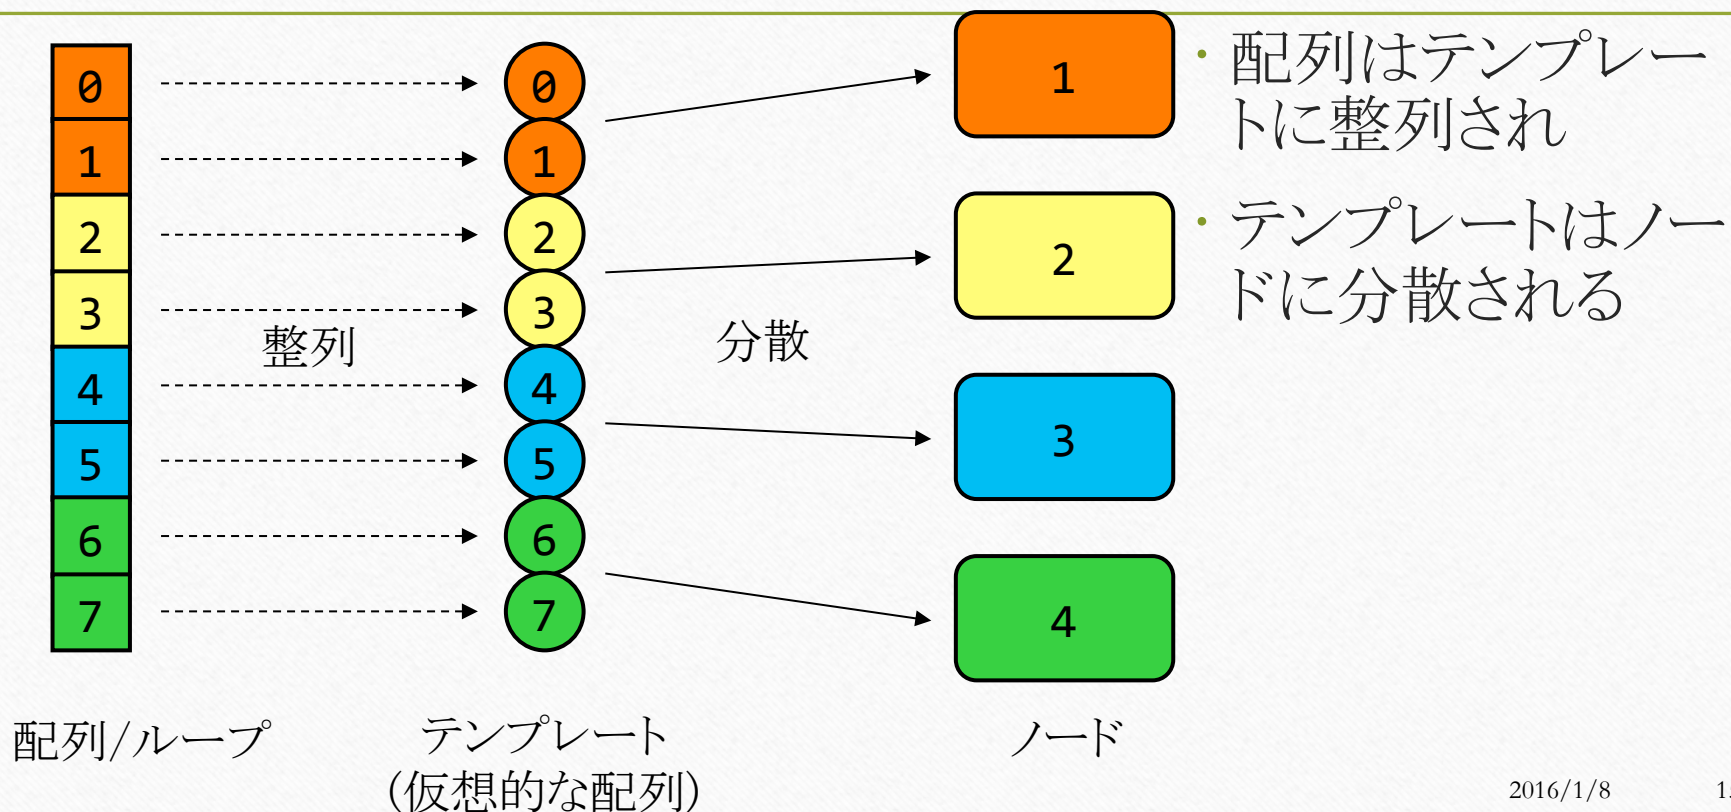 0
1
2
3
4
5
6
7
配列/ループ
整列
0
1
2
3
4
5
6
7
テンプレート
(仮想的な配列)
分散
1
2
3
4
ノード
・配列はテンプレー
トに整列され
・テンプレートはノー
ドに分散される
2016/1/8